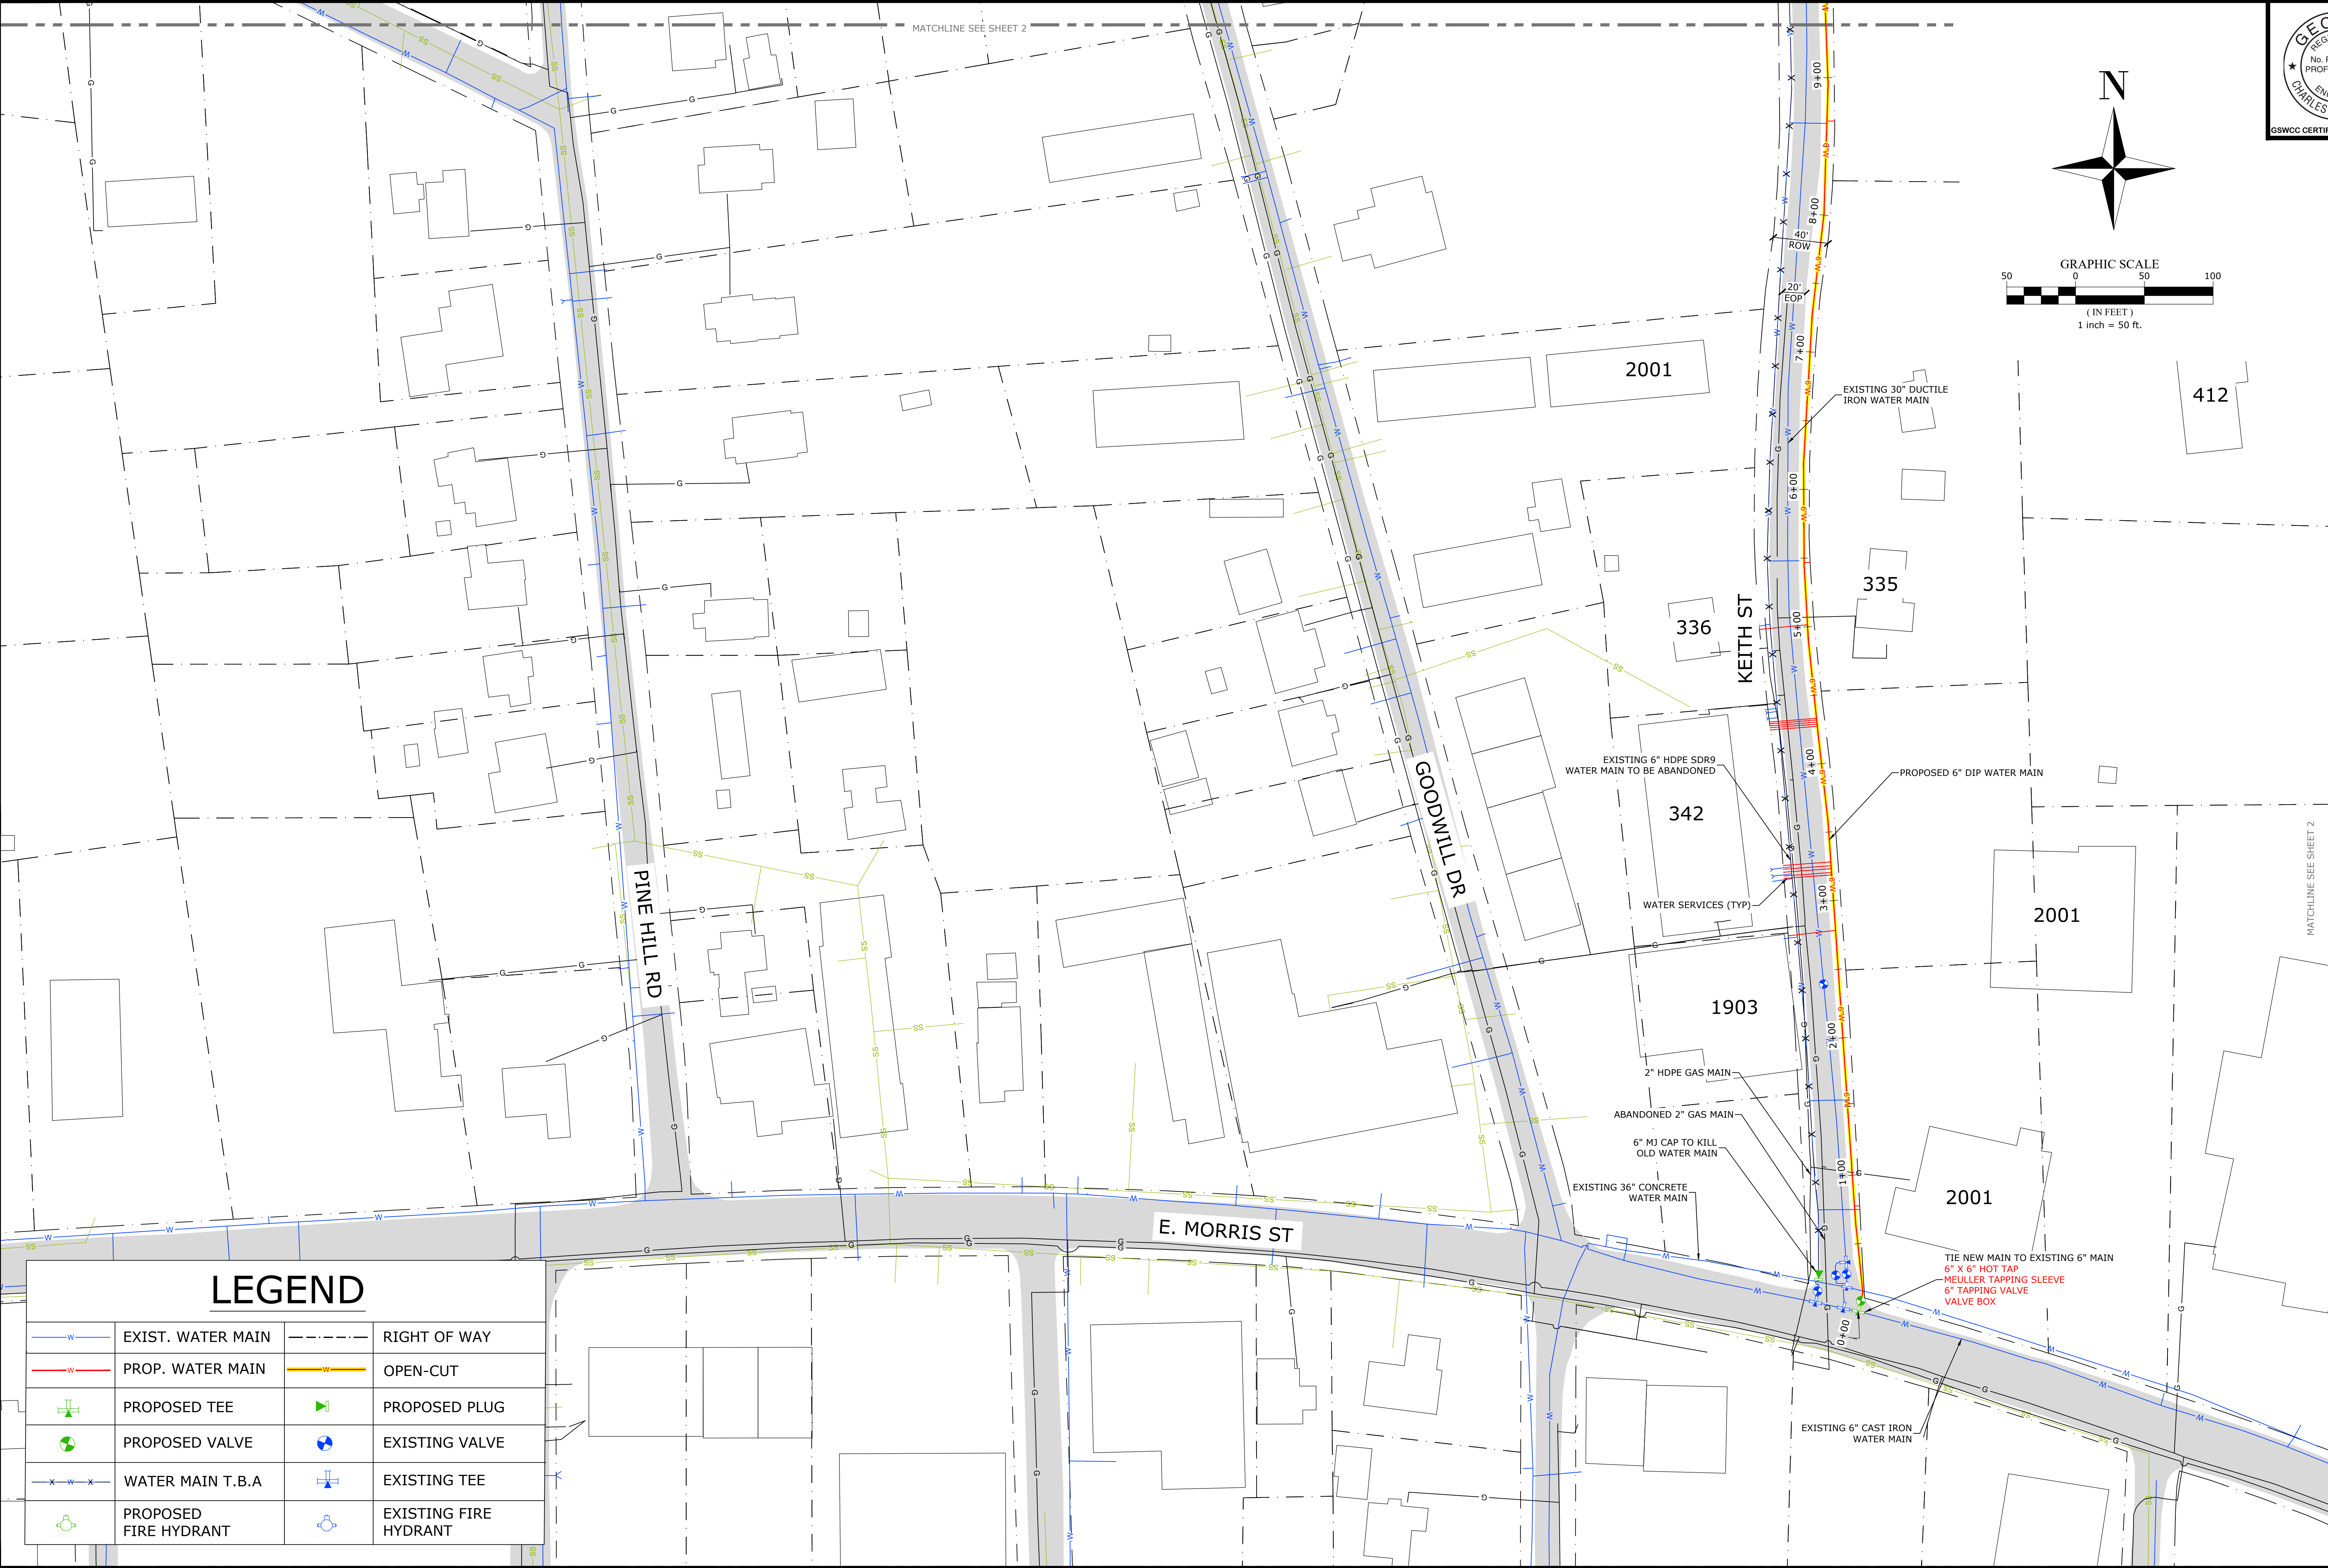 MATCHLINE SEE SHEET 2
GEO
REG
No. P
PROF
ENG
CHARLES
GSWCC CERTIF
N
GRAPHIC SCALE
50 0 50 100
( IN FEET )
1 inch = 50 ft.
9+00
8+00
40'
ROW
20'
EOP
7+00
6+00
5+00
4+00
3+00
2+00
1+00
0+00
2001
412
EXISTING 30" DUCTILE
IRON WATER MAIN
335
336
KEITH ST
EXISTING 6" HDPE SDR9
WATER MAIN TO BE ABANDONED
342
PROPOSED 6" DIP WATER MAIN
MATCHLINE SEE SHEET 2
WATER SERVICES (TYP)
2001
1903
2" HDPE GAS MAIN
ABANDONED 2" GAS MAIN
6" MJ CAP TO KILL
OLD WATER MAIN
EXISTING 36" CONCRETE
WATER MAIN
2001
TIE NEW MAIN TO EXISTING 6" MAIN
6" X 6" HOT TAP
MEULLER TAPPING SLEEVE
6" TAPPING VALVE
VALVE BOX
EXISTING 6" CAST IRON
WATER MAIN
PINE HILL RD
GOODWILL DR
E. MORRIS ST
LEGEND
W EXIST. WATER MAIN RIGHT OF WAY
W PROP. WATER MAIN W OPEN-CUT
PROPOSED TEE PROPOSED PLUG
PROPOSED VALVE EXISTING VALVE
X W X WATER MAIN T.B.A EXISTING TEE
PROPOSED
FIRE HYDRANT
EXISTING FIRE
HYDRANT